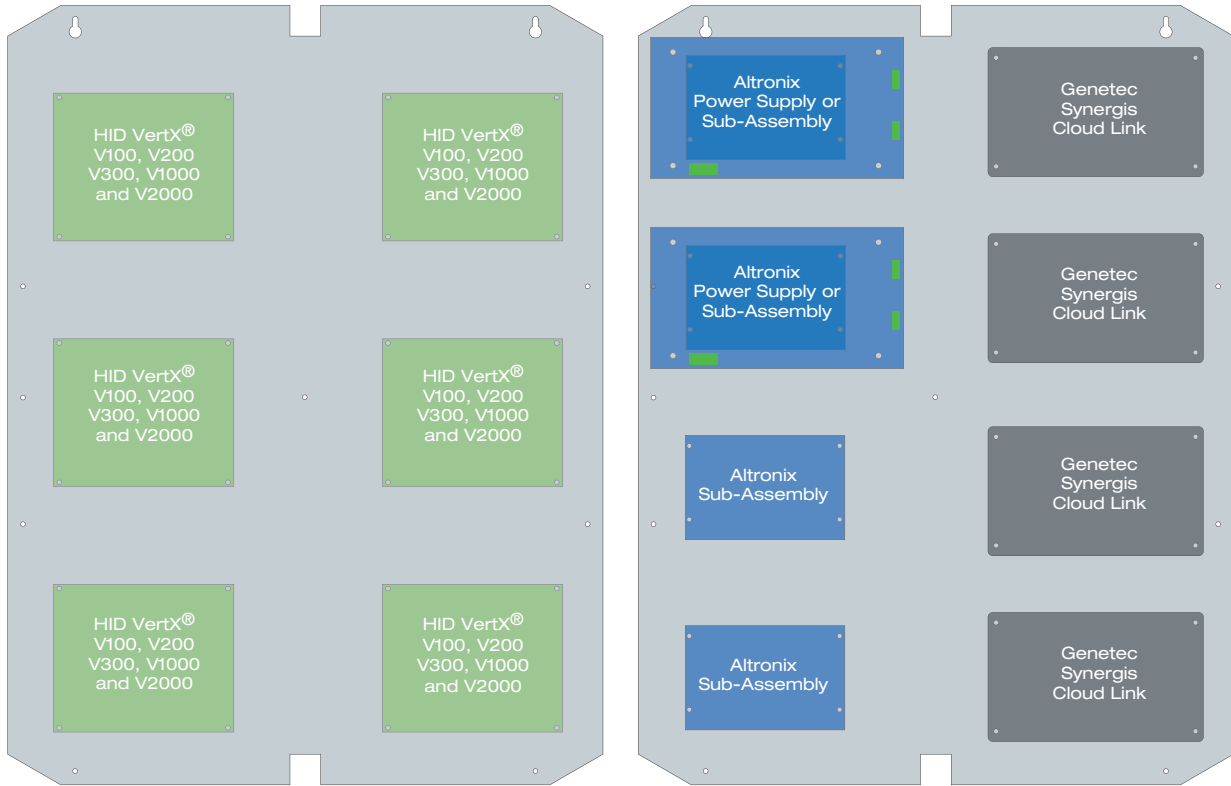 HID VertX®
V100, V200
V300, V1000
and V2000
HID VertX®
V100, V200
V300, V1000
and V2000
HID VertX®
V100, V200
V300, V1000
and V2000
HID VertX®
V100, V200
V300, V1000
and V2000
HID VertX®
V100, V200
V300, V1000
and V2000
HID VertX®
V100, V200
V300, V1000
and V2000
Altronix
Power Supply or
Sub-Assembly
Genetec
Synergis
Cloud Link
Altronix
Power Supply or
Sub-Assembly
Genetec
Synergis
Cloud Link
Altronix
Sub-Assembly
Genetec
Synergis
Cloud Link
Altronix
Sub-Assembly
Genetec
Synergis
Cloud Link